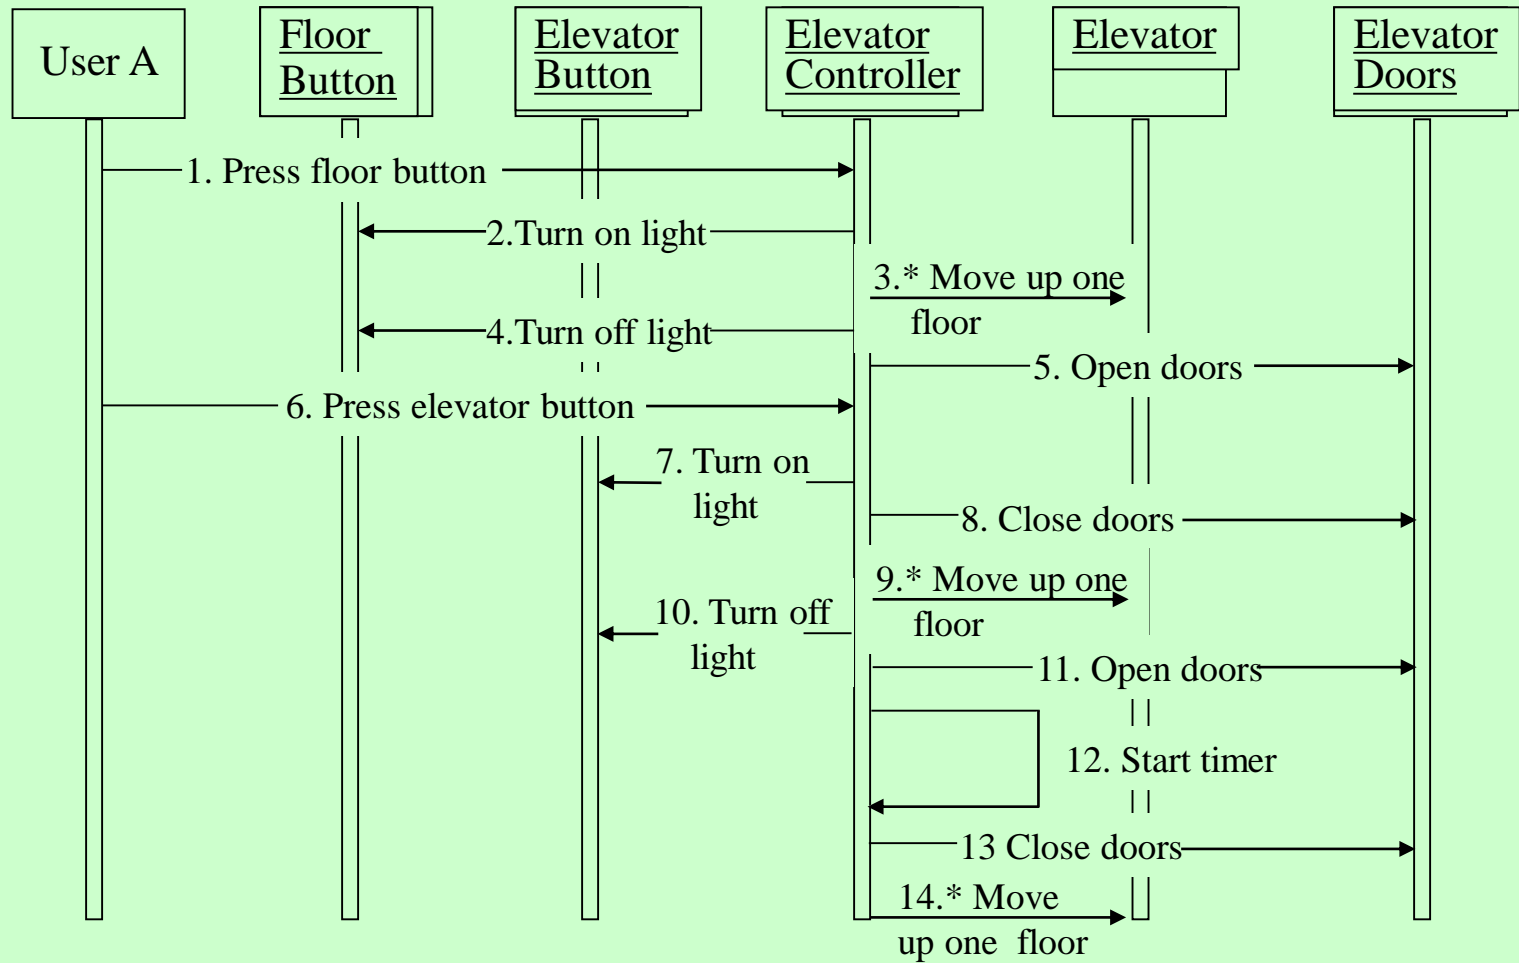 User A
Floor
Button
Elevator
Button
Elevator
Controller
Elevator
Elevator
Doors
1. Press floor button
2.Turn on light
3.* Move up one
floor
4.Turn off light
5. Open doors
6. Press elevator button
7. Turn on
light
8. Close doors
9.* Move up one
floor
10. Turn off
light
11. Open doors
12. Start timer
13 Close doors
14.* Move
up one floor